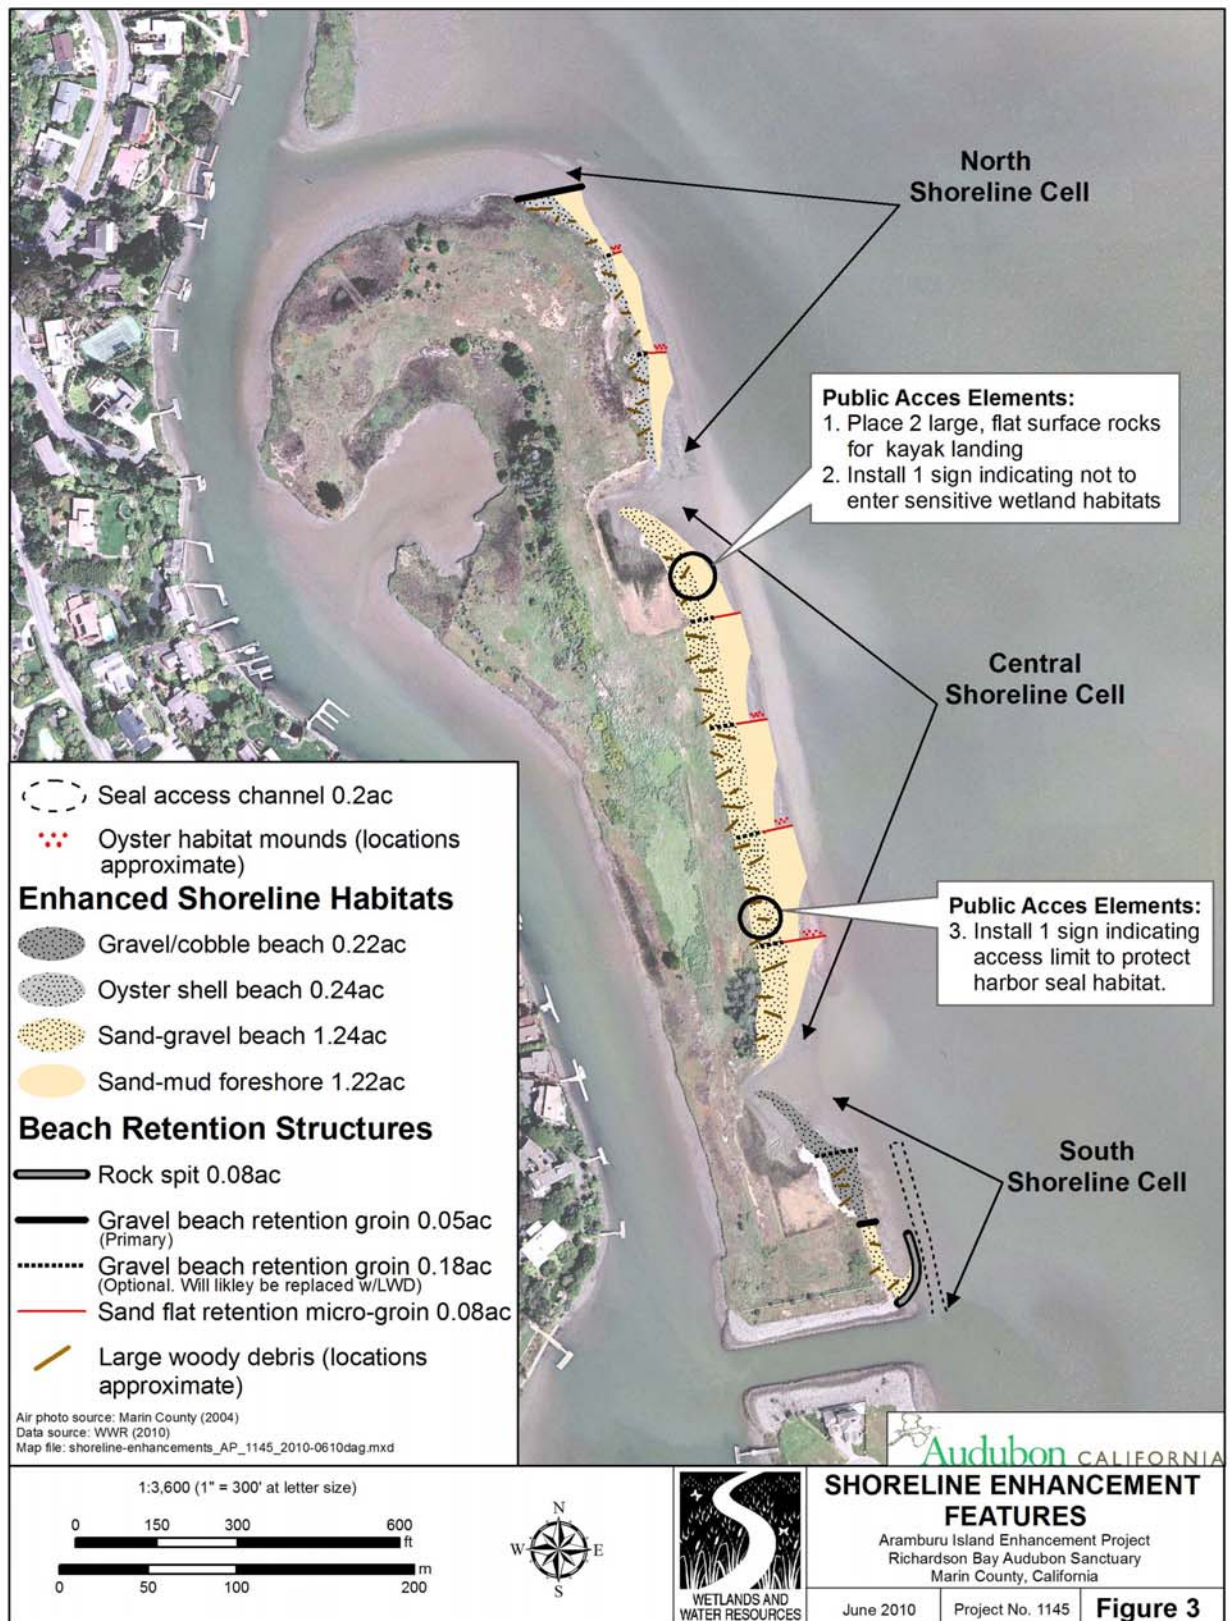 North
Shoreline Cell
Public Acces Elements:
1. Place 2 large, flat surface rocks
for kayak landing
2. Install 1 sign indicating not to
enter sensitive wetland habitats
Central
Shoreline Cell
Public Acces Elements:
3. Install 1 sign indicating
access limit to protect
harbor seal habitat.
South
Shoreline Cell
Seal access channel 0.2ac
Oyster habitat mounds (locations
approximate)
Enhanced Shoreline Habitats
Gravel/cobble beach 0.22ac
Oyster shell beach 0.24ac
Sand-gravel beach 1.24ac
Sand-mud foreshore 1.22ac
Beach Retention Structures
Rock spit 0.08ac
Gravel beach retention groin 0.05ac
(Primary)
Gravel beach retention groin 0.18ac
(Optional. Will likley be replaced w/LWD)
Sand flat retention micro-groin 0.08ac
Large woody debris (locations
approximate)
Air photo source: Marin County (2004)
Data source: WWR (2010)
Map file: shoreline-enhancements_AP_1145_2010-0610dag.mxd
Audubon CALIFORNIA
1:3,600 (1" = 300' at letter size)
0 150 300 600
ft
m
0 50 100 200
N
W E
S
WETLANDS AND
WATER RESOURCES
SHORELINE ENHANCEMENT
FEATURES
Aramburu Island Enhancement Project
Richardson Bay Audubon Sanctuary
Marin County, California
June 2010 Project No. 1145 Figure 3